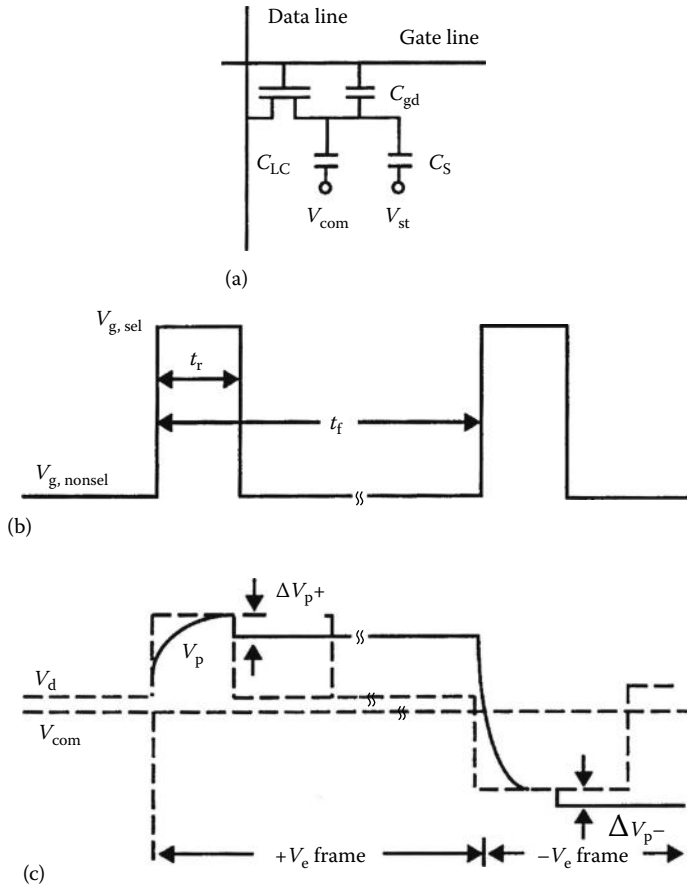 Data line
Gate line
C_gd
C_LC
C_S
V_com
V_st
(a)
V_g, sel
t_r
t_f
V_g, nonsel
(b)
ΔV_p+
V_p
V_d
V_com
ΔV_p−
+V_e frame
−V_e frame
(c)